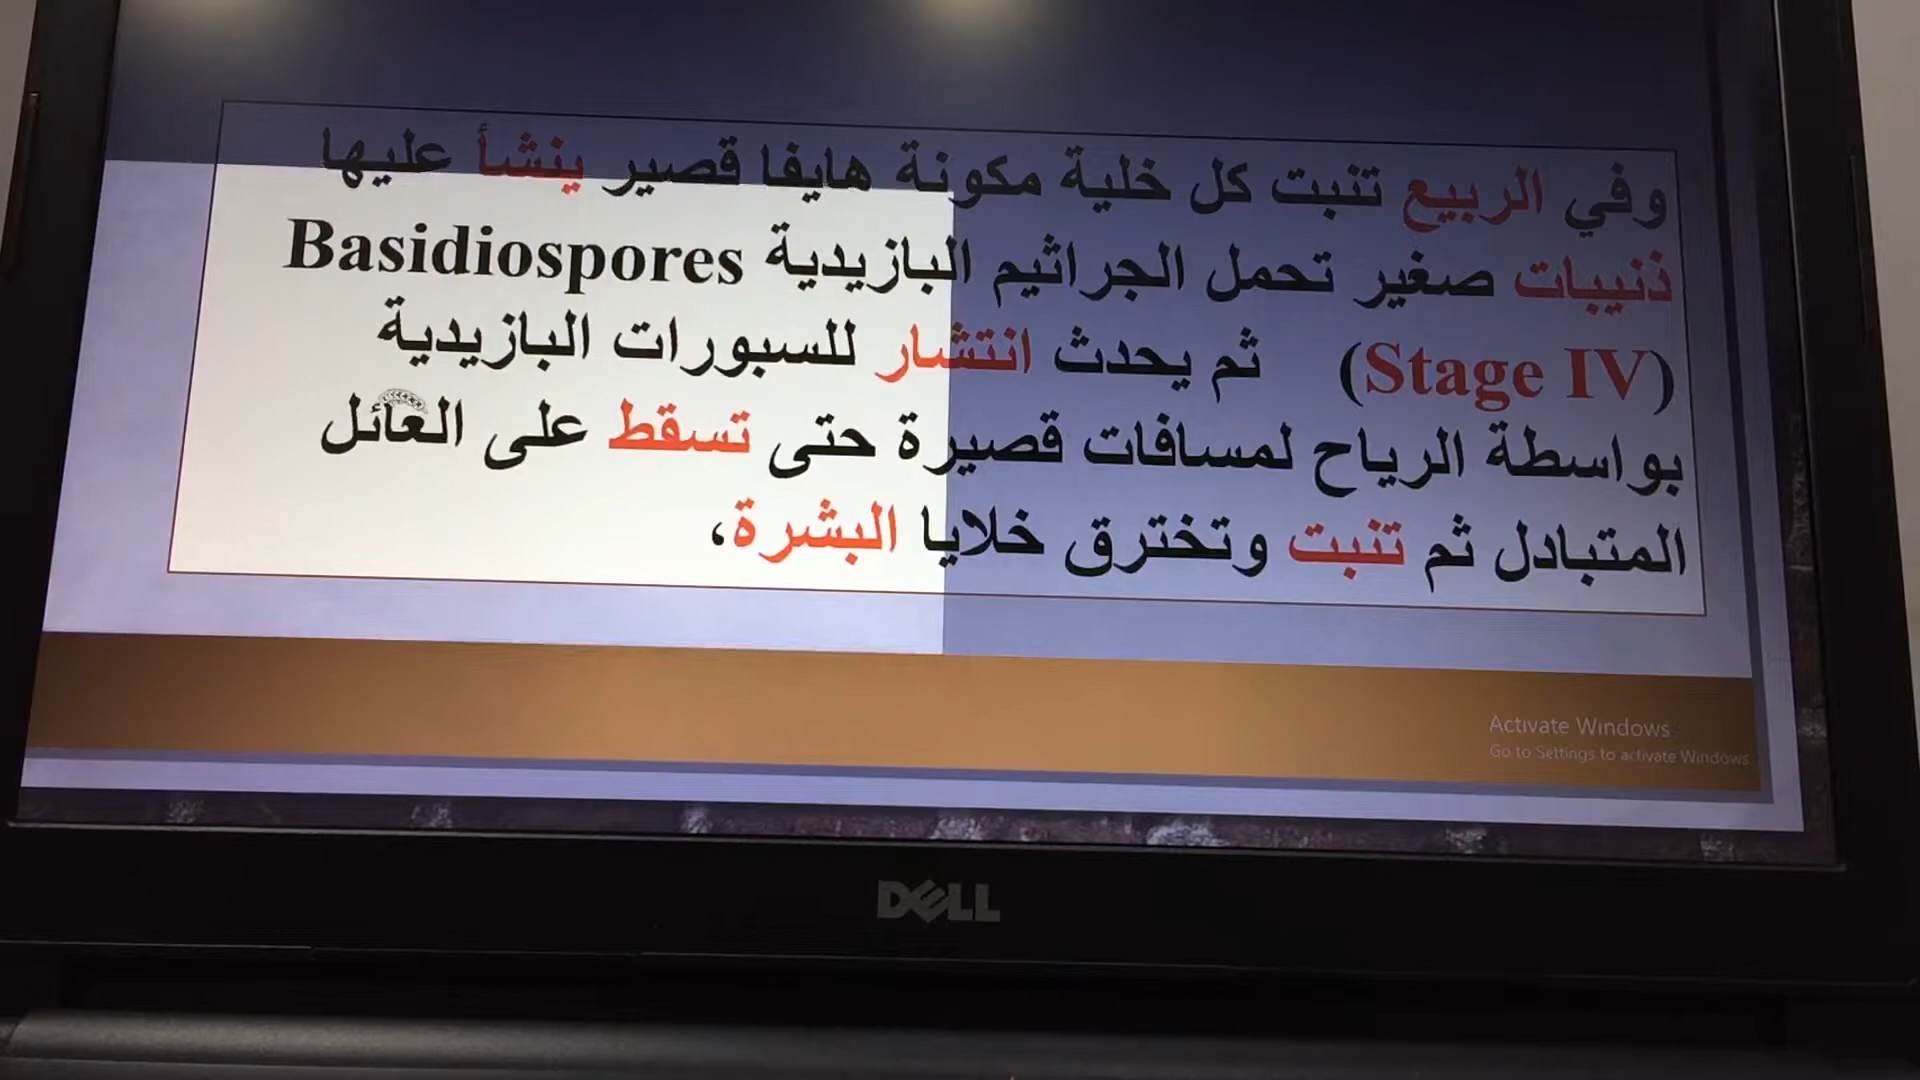 وفي الربيع تنبت كل خلية مكونة هايفا قصير ينشأ عليها
ذنيبات صغير تحمل الجراثيم البازيدية Basidiospores
(Stage IV) ثم يحدث انتشار للسبورات البازيدية
بواسطة الرياح لمسافات قصيرة حتى تسقط على العائل
المتبادل ثم تنبت وتخترق خلايا البشرة،
Activate Windows
Go to Settings to activate Windows.
DELL